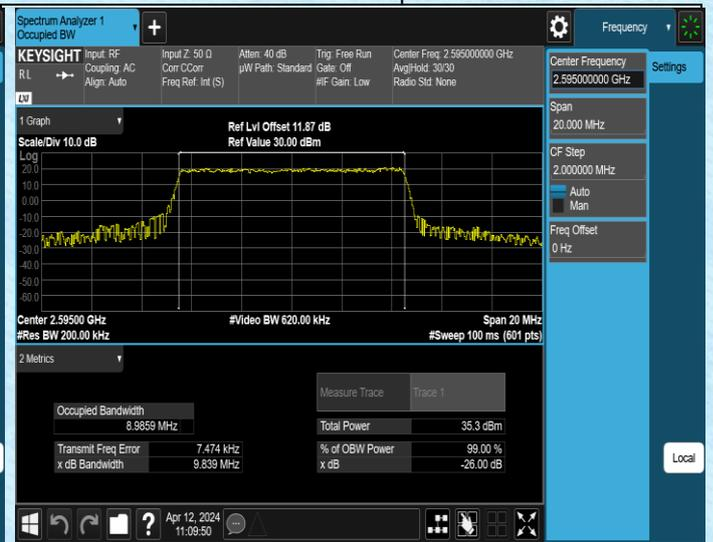 Spectrum Analyzer 1
Occupied BW
+
Frequency
KEYSIGHT
RL
LXI
Input: RF
Coupling: AC
Align: Auto
Input Z: 50 Ω
Corr CCorr
Freq Ref: Int (S)
Atten: 40 dB
µW Path: Standard
Trig: Free Run
Gate: Off
#IF Gain: Low
Center Freq: 2.595000000 GHz
Avg|Hold: 30/30
Radio Std: None
Center Frequency
2.595000000 GHz
Settings
Span
20.000 MHz
CF Step
2.000000 MHz
Auto
Man
Freq Offset
0 Hz
Local
1 Graph
Scale/Div 10.0 dB
Ref Lvl Offset 11.87 dB
Ref Value 30.00 dBm
Log
20.0
10.0
0.00
-10.0
-20.0
-30.0
-40.0
-50.0
-60.0
Center 2.59500 GHz
#Video BW 620.00 kHz
Span 20 MHz
#Res BW 200.00 kHz
#Sweep 100 ms (601 pts)
2 Metrics
Measure Trace
Trace 1
Occupied Bandwidth
8.9859 MHz
Total Power
35.3 dBm
Transmit Freq Error
7.474 kHz
% of OBW Power
99.00 %
x dB Bandwidth
9.839 MHz
x dB
-26.00 dB
?
Apr 12, 2024
11:09:50